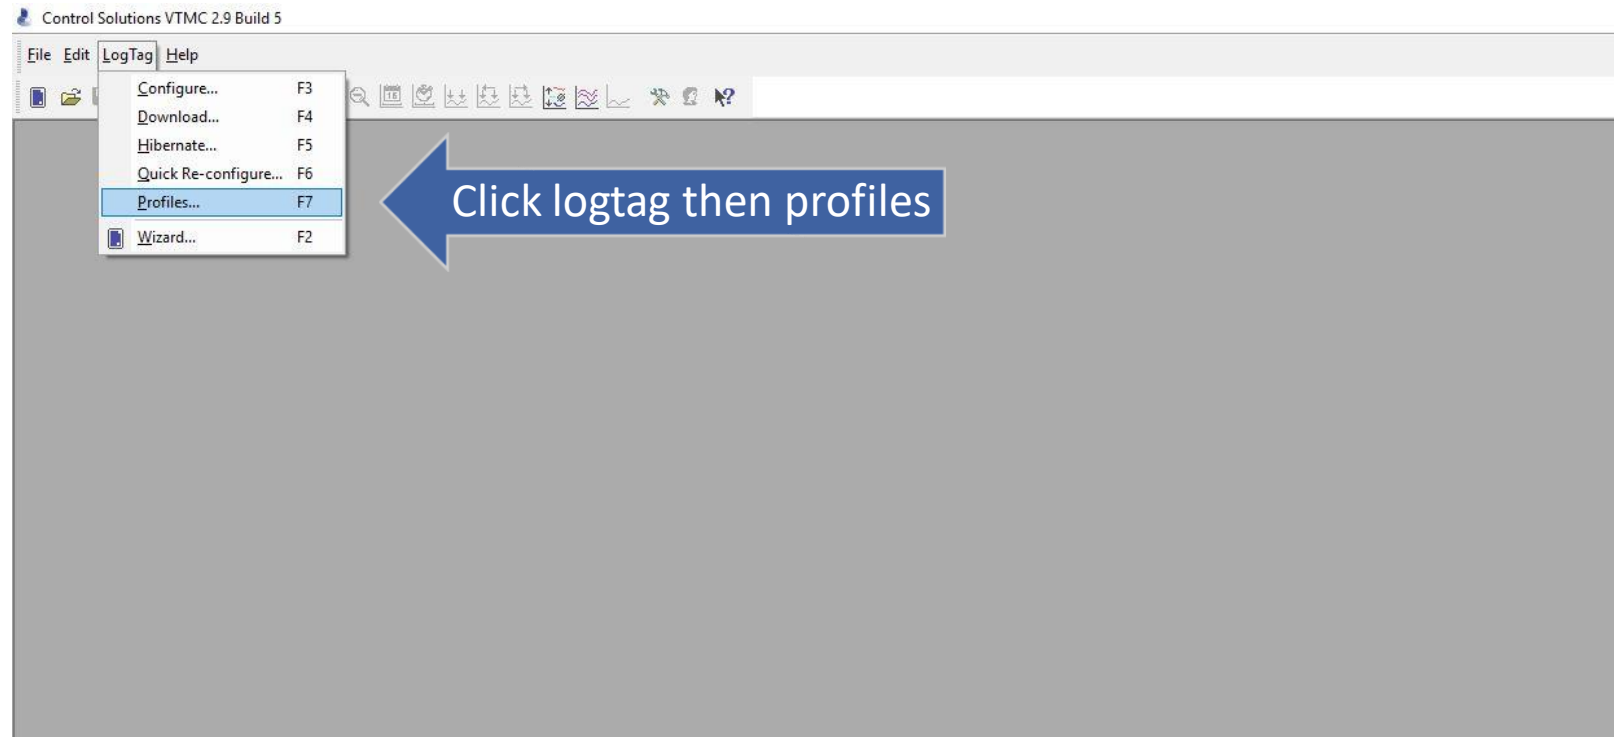 Control Solutions VTMC 2.9 Build 5
File Edit LogTag Help
Configure... F3
Download... F4
Hibernate... F5
Quick Re-configure... F6
Profiles... F7
Wizard... F2
Click logtag then profiles